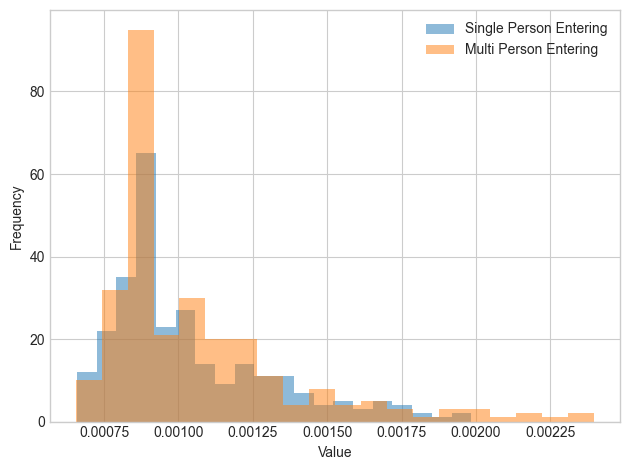 Single Person Entering
Multi Person Entering
80
60
40
20
0
Frequency
0.00075 0.00100 0.00125 0.00150 0.00175 0.00200 0.00225
Value